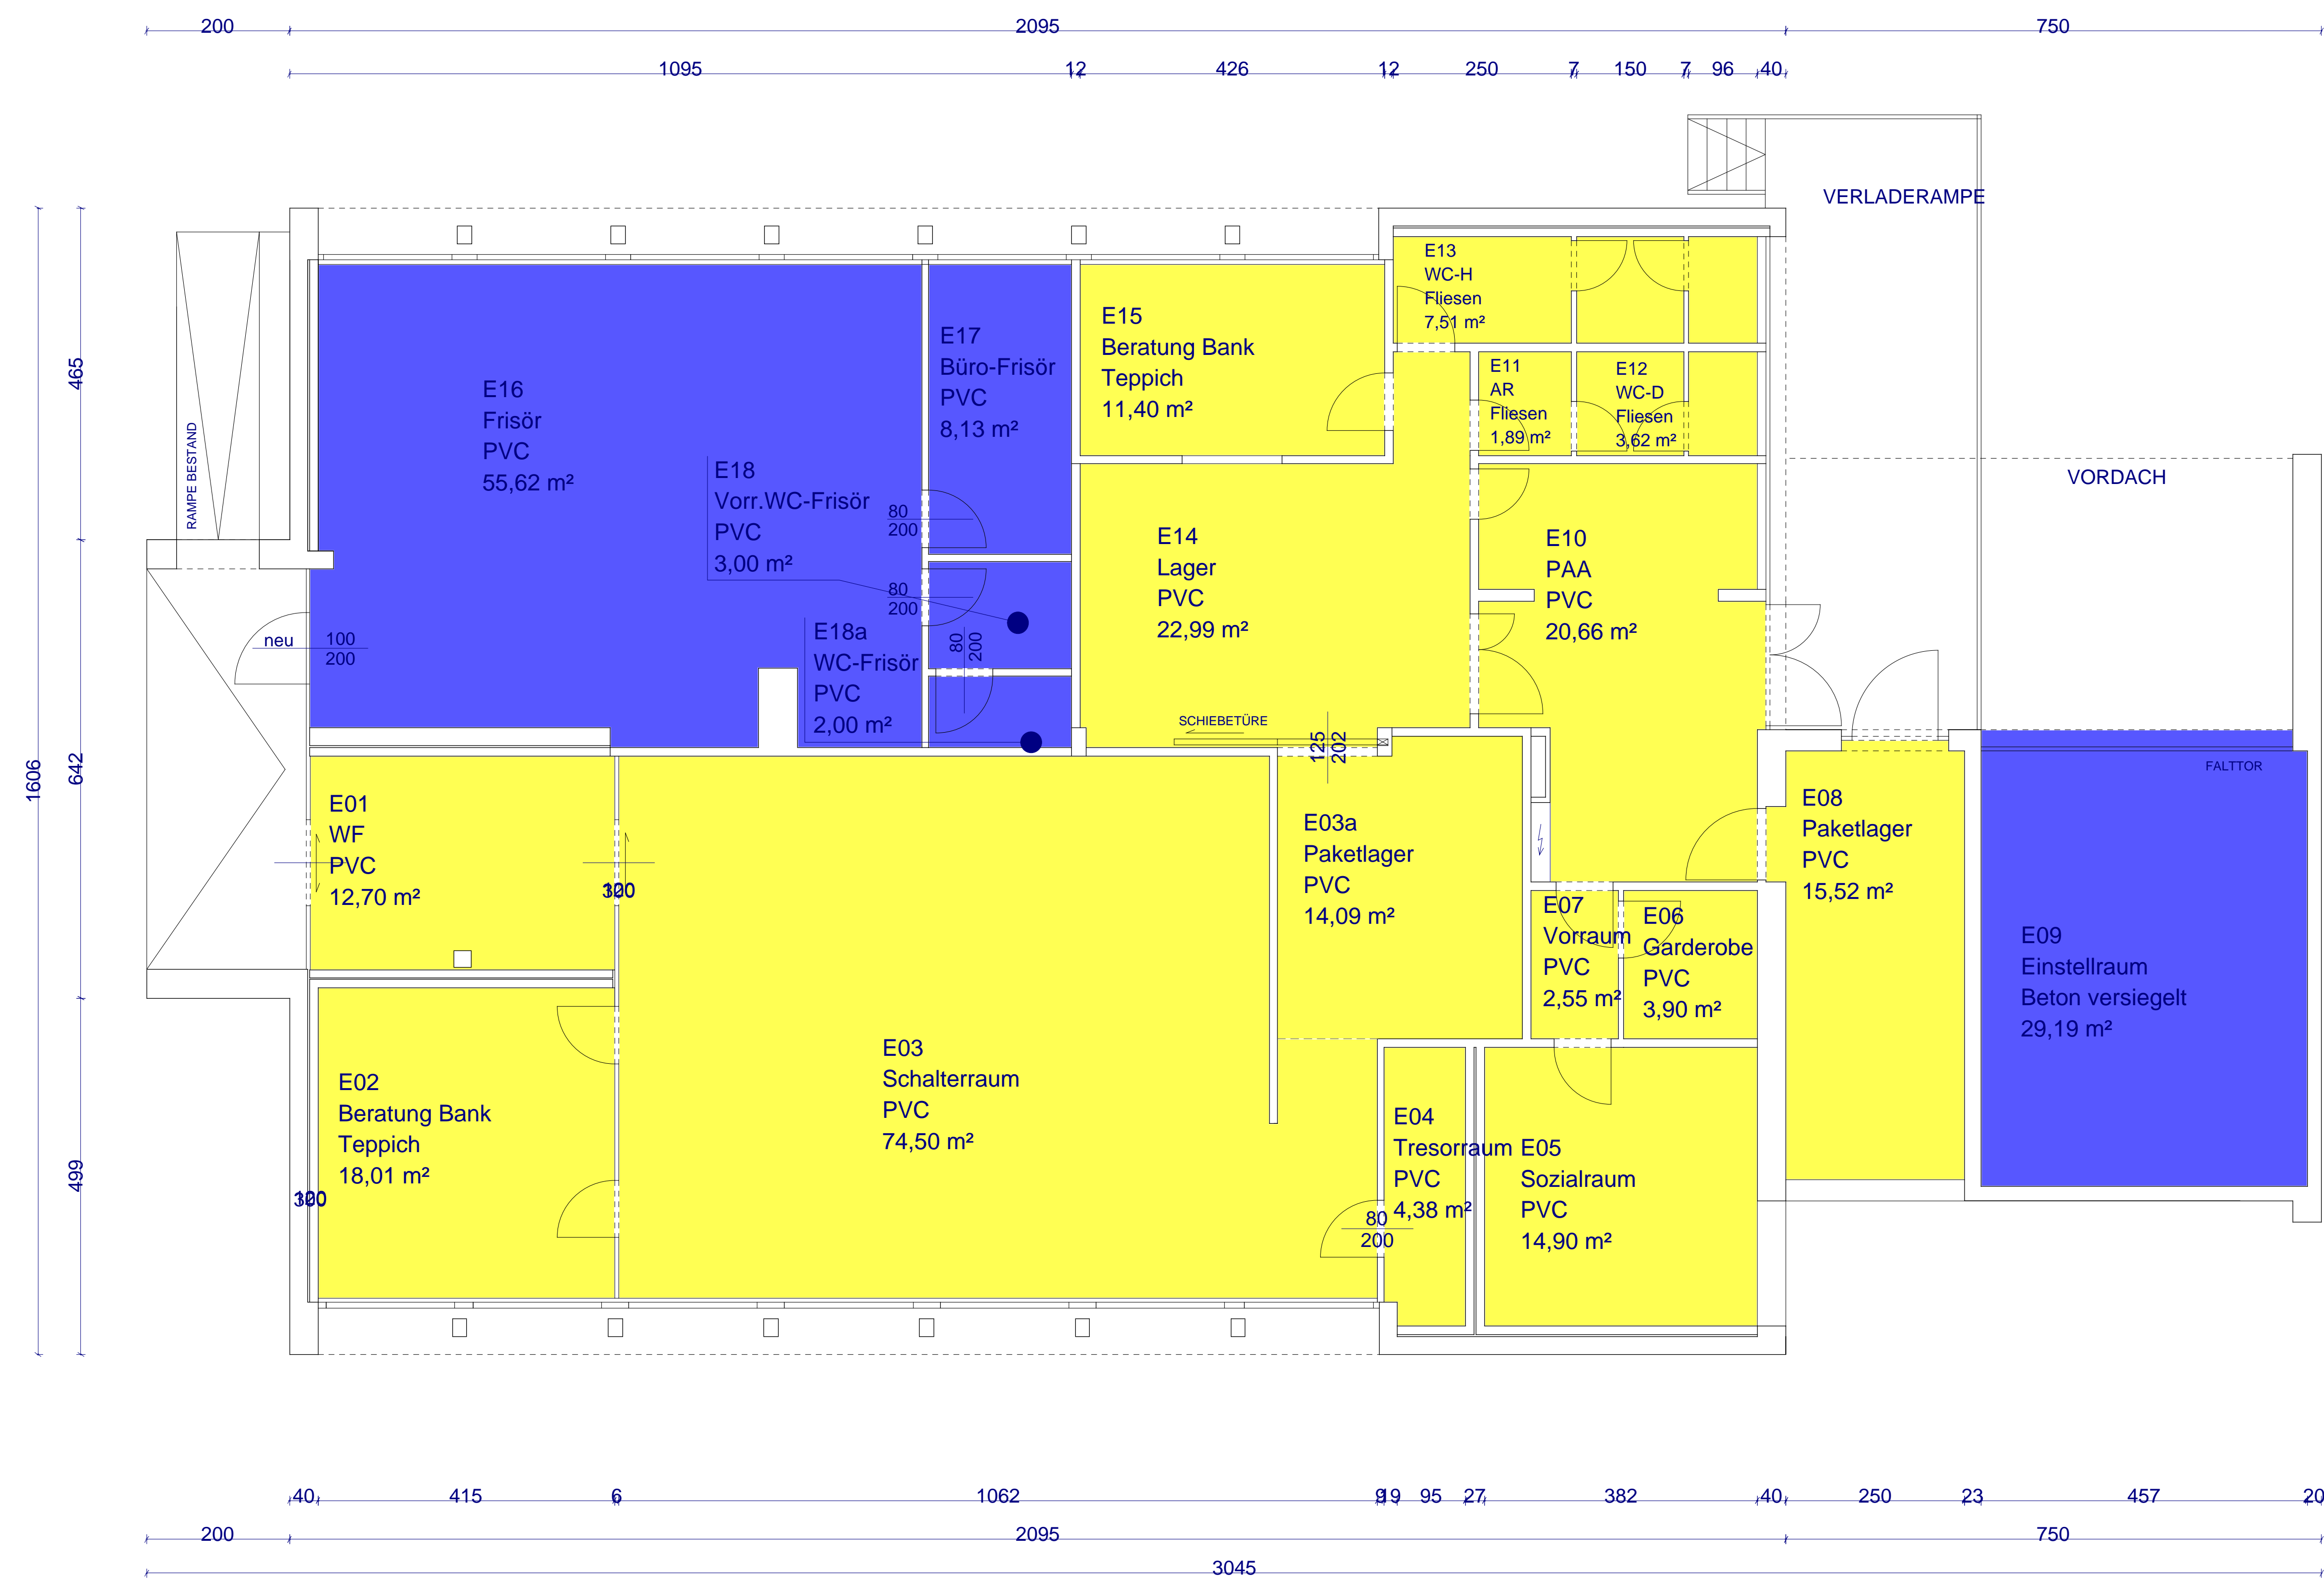 200
2095
750
1095
12
426
12
250
7
150
7
96
40
VERLADERAMPE
E13
WC-H
Fliesen
7,51 m²
E15
Beratung Bank
Teppich
11,40 m²
E17
Büro-Frisör
PVC
8,13 m²
E11
AR
Fliesen
1,89 m²
E12
WC-D
Fliesen
3,62 m²
E16
Frisör
PVC
55,62 m²
465
RAMPE BESTAND
E18
Vorr.WC-Frisör
PVC
3,00 m²
80
200
80
200
80
200
VORDACH
E14
Lager
PVC
22,99 m²
E10
PAA
PVC
20,66 m²
neu
100
200
E18a
WC-Frisör
PVC
2,00 m²
SCHIEBETÜRE
125
202
FALTTOR
642
1606
E01
WF
PVC
12,70 m²
E03a
Paketlager
PVC
14,09 m²
E08
Paketlager
PVC
15,52 m²
E07
Vorraum
PVC
2,55 m²
E06
Garderobe
PVC
3,90 m²
E09
Einstellraum
Beton versiegelt
29,19 m²
E02
Beratung Bank
Teppich
18,01 m²
E03
Schalterraum
PVC
74,50 m²
E04
Tresorraum
PVC
4,38 m²
E05
Sozialraum
PVC
14,90 m²
80
200
499
40
415
6
1062
9
19
95
27
382
40
250
23
457
20
200
2095
750
3045